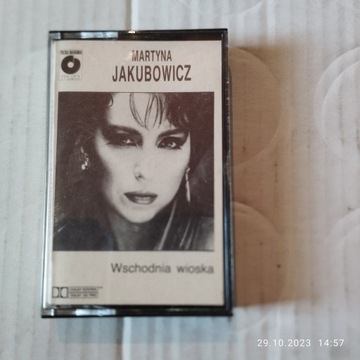 MARTYNA
JAKUBOWICZ
Wschodnia wioska
29.10.2023 14:57